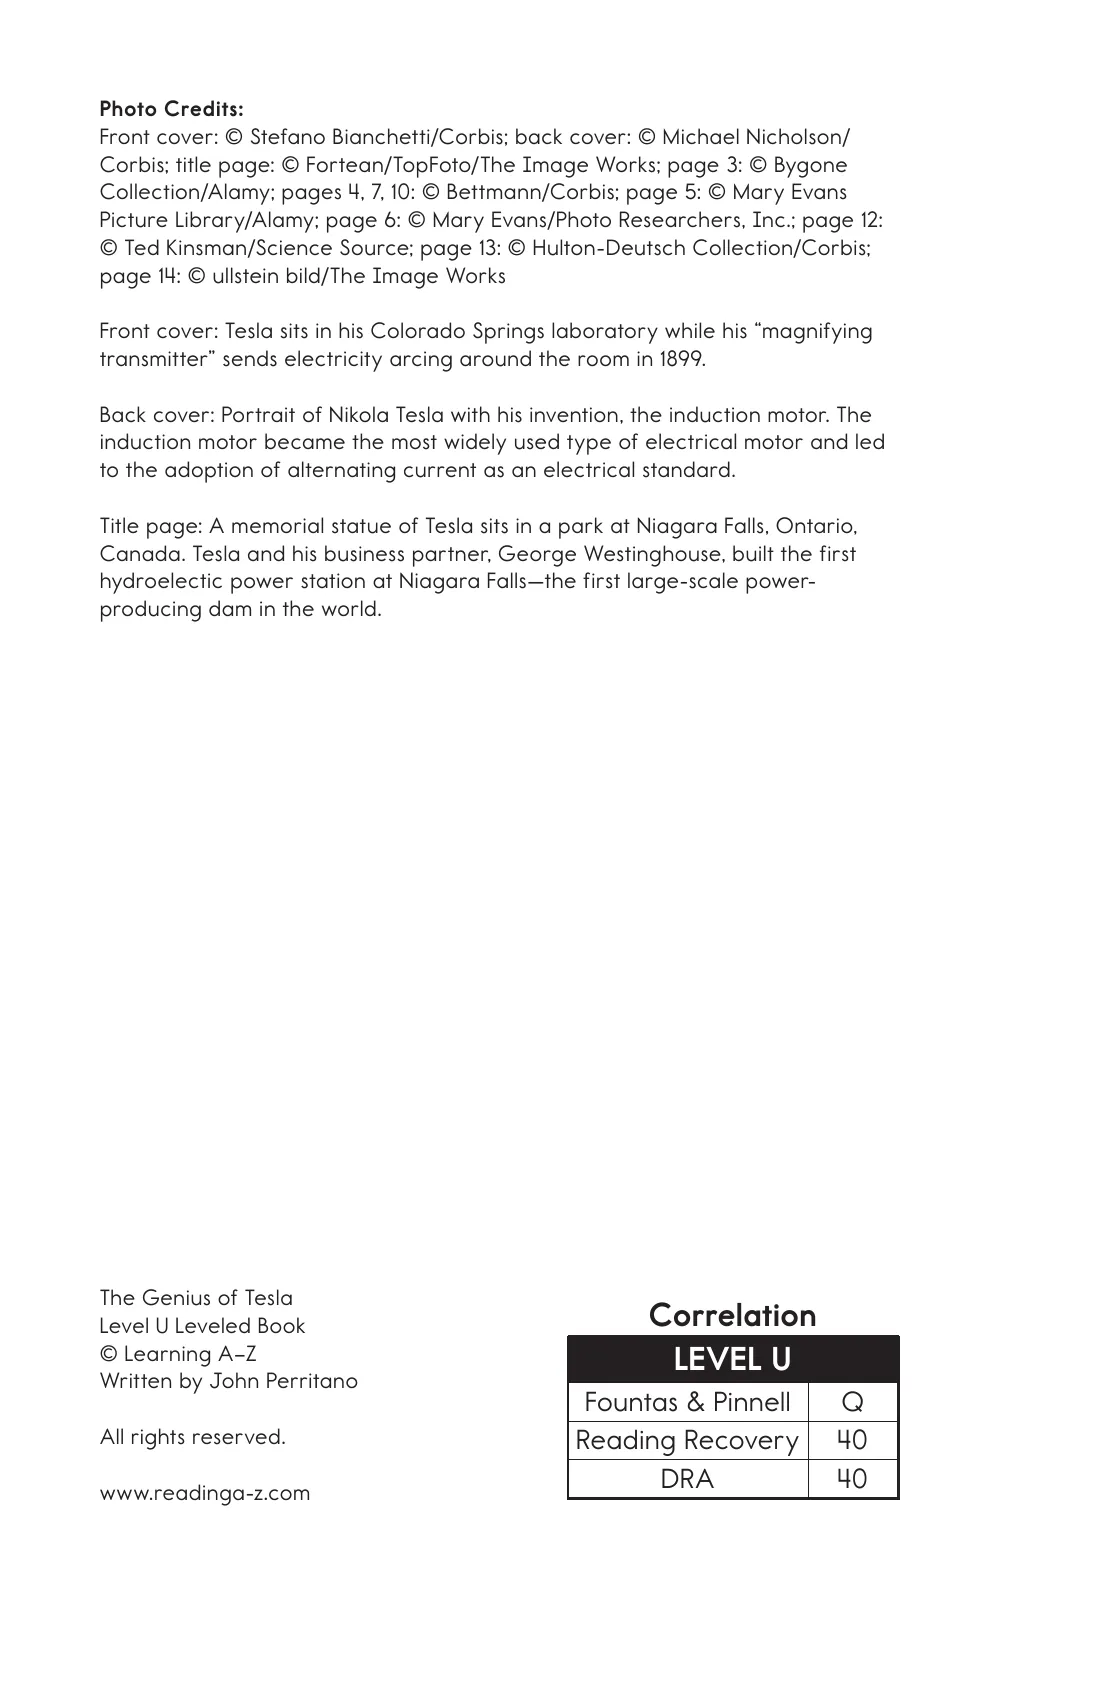 Photo Credits:
Front cover: © Stefano Bianchetti/Corbis; back cover: © Michael Nicholson/
Corbis; title page: © Fortean/TopFoto/The Image Works; page 3: © Bygone
Collection/Alamy; pages 4, 7, 10: © Bettmann/Corbis; page 5: © Mary Evans
Picture Library/Alamy; page 6: © Mary Evans/Photo Researchers, Inc.; page 12:
© Ted Kinsman/Science Source; page 13: © Hulton-Deutsch Collection/Corbis;
page 14: © ullstein bild/The Image Works
Front cover: Tesla sits in his Colorado Springs laboratory while his “magnifying
transmitter” sends electricity arcing around the room in 1899.
Back cover: Portrait of Nikola Tesla with his invention, the induction motor. The
induction motor became the most widely used type of electrical motor and led
to the adoption of alternating current as an electrical standard.
Title page: A memorial statue of Tesla sits in a park at Niagara Falls, Ontario,
Canada. Tesla and his business partner, George Westinghouse, built the first
hydroelectic power station at Niagara Falls—the first large-scale power-
producing dam in the world.
The Genius of Tesla
Level U Leveled Book
© Learning A–Z
Written by John Perritano
All rights reserved.
www.readinga-z.com
Correlation
LEVEL U
Fountas & Pinnell Q
Reading Recovery 40
DRA 40